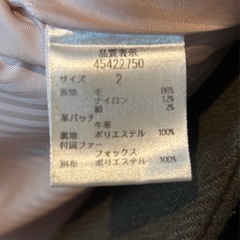 品質表示
45422750
サイズ 2
表地 毛 86%
ナイロン 12%
綿 2%
革パッチ
牛革
裏地 ポリエステル 100%
付属ファー
フォックス
別布 ポリエステル 100%